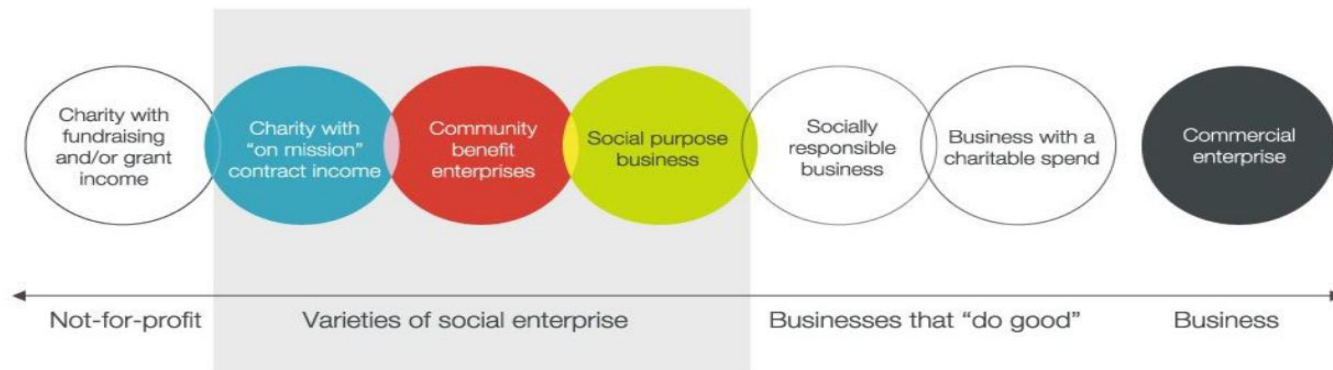 Charity with
fundraising
and/or grant
income
Charity with
“on mission”
contract income
Community
benefit
enterprises
Social purpose
business
Socially
responsible
business
Business with a
charitable spend
Commercial
enterprise
Not-for-profit
Varieties of social enterprise
Businesses that “do good”
Business